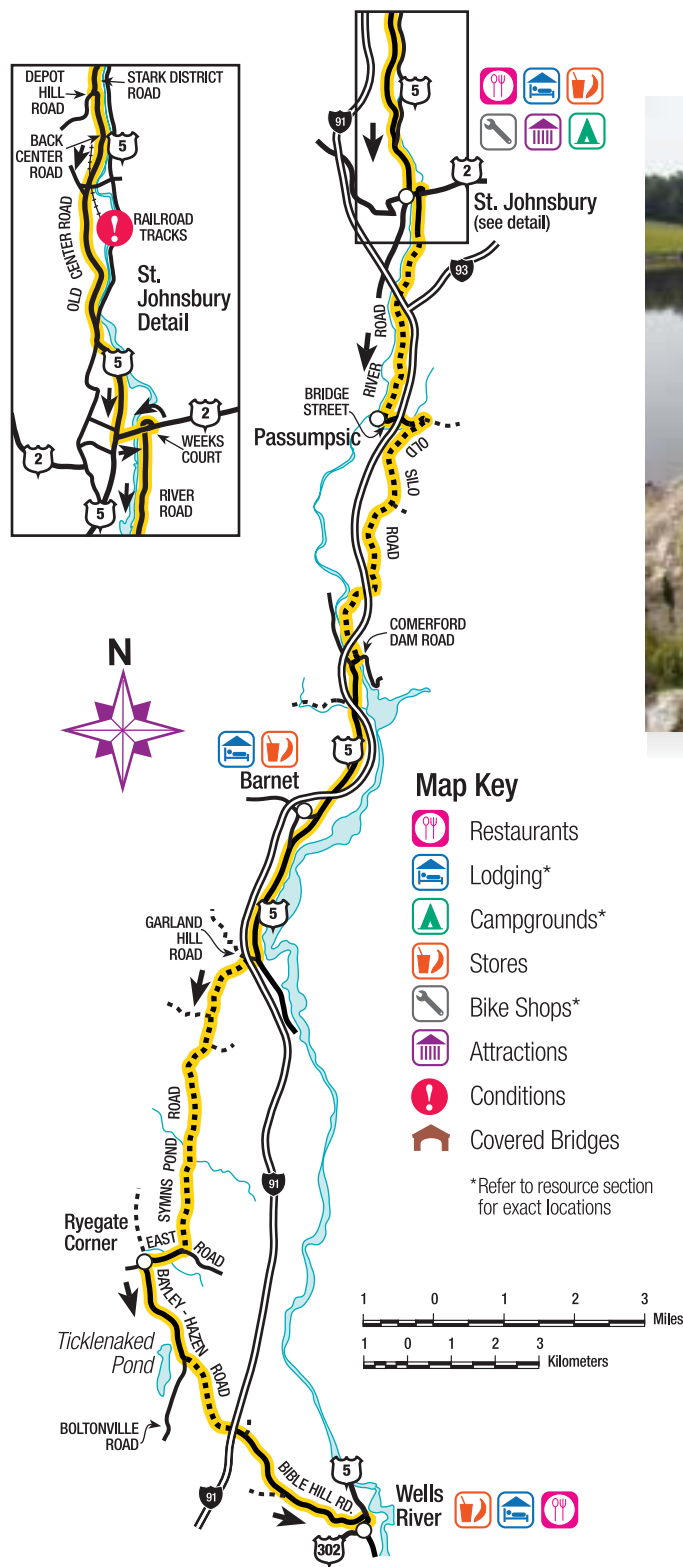 DEPOT
HILL
ROAD
STARK DISTRICT
ROAD
BACK
CENTER
ROAD
5
RAILROAD
TRACKS
OLD CENTER ROAD
St.
Johnsbury
Detail
5
2
2
WEEKS
COURT
5
RIVER
ROAD
5
91
2
St. Johnsbury
(see detail)
93
RIVER ROAD
BRIDGE
STREET
Passumpsic
OLD SILO ROAD
COMERFORD
DAM ROAD
N
5
Barnet
Map Key
Restaurants
Lodging*
Campgrounds*
Stores
Bike Shops*
Attractions
Conditions
Covered Bridges
*Refer to resource section
for exact locations
5
GARLAND
HILL
ROAD
SYMNS POND ROAD
91
Ryegate
Corner
EAST ROAD
BAYLEY-HAZEN ROAD
Ticklenaked
Pond
BOLTONVILLE
ROAD
1 0 1 2 3
Miles
1 0 1 2 3
Kilometers
91
BIBLE HILL RD.
5
Wells
River
302